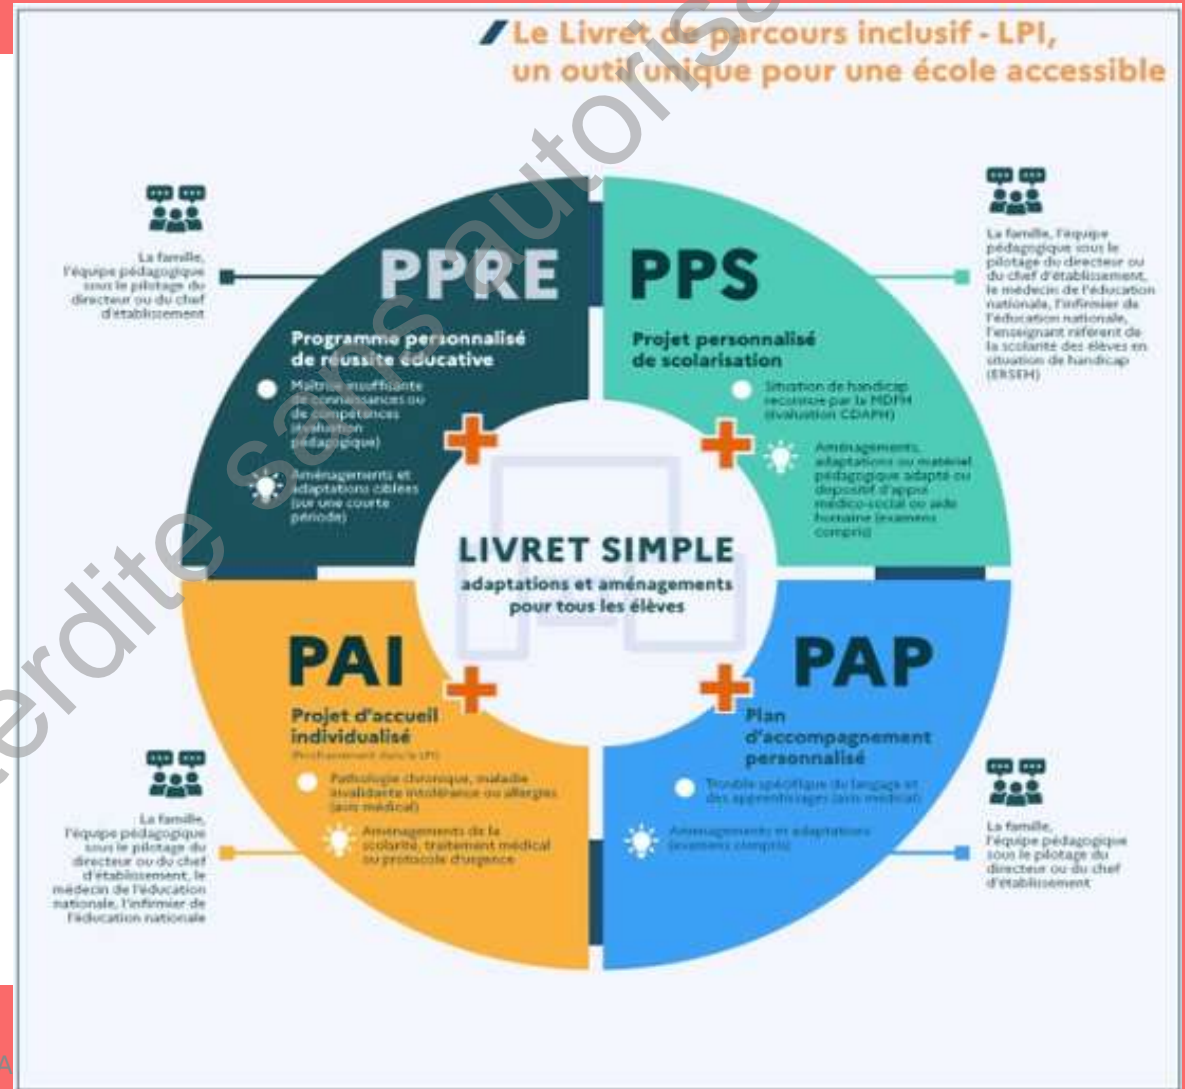 Le Livret de parcours inclusif - LPI,
un outil unique pour une école accessible
La famille,
l'équipe pédagogique
sous le pilotage du
directeur ou du chef
d'établissement
PPRE
Programme personnalisé
de réussite éducative
Maîtrise insuffisante
de connaissances ou
de compétences
(évaluation
pédagogique)
Aménagements et
adaptations ciblées
(sur une courte
période)
PPS
Projet personnalisé
de scolarisation
Situation de handicap
reconnue par la MDPH
(évaluation CDAPH)
Aménagements,
adaptations ou matériel
pédagogique adapté ou
dispositif d'appui
médico-social ou aide
humaine (examens
compris)
La famille, l'équipe
pédagogique sous le
pilotage du directeur ou
du chef d'établissement,
le médecin de l'éducation
nationale, l'infirmier de
l'éducation nationale,
l'enseignant référent de
la scolarité des élèves en
situation de handicap
(ERSEH)
LIVRET SIMPLE
adaptations et aménagements
pour tous les élèves
PAI
Projet d'accueil
individualisé
(Prochainement dans le LPI)
Pathologie chronique, maladie
invalidante intolérance ou allergies
(avis médical)
Aménagements de la
scolarité, traitement médical
ou protocole d'urgence
La famille,
l'équipe pédagogique
sous le pilotage du
directeur ou du chef
d'établissement, le
médecin de l'éducation
nationale, l'infirmier de
l'éducation nationale
PAP
Plan
d'accompagnement
personnalisé
Trouble spécifique du langage et
des apprentissages (avis médical)
Aménagements et adaptations
(examens compris)
La famille,
l'équipe pédagogique
sous le pilotage du
directeur ou du chef
d'établissement
erdite sans autoris
A